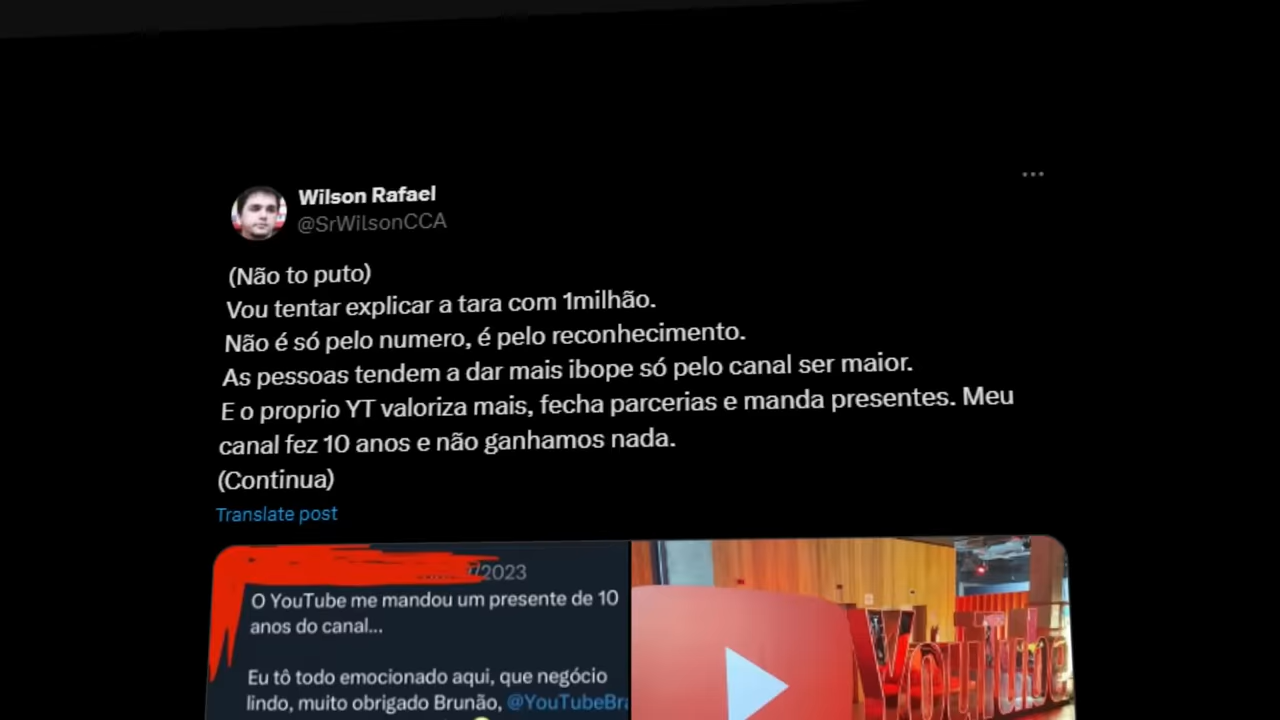 Wilson Rafael
@SrWilsonCCA
(Não to puto)
Vou tentar explicar a tara com 1milhão.
Não é só pelo numero, é pelo reconhecimento.
As pessoas tendem a dar mais ibope só pelo canal ser maior.
E o proprio YT valoriza mais, fecha parcerias e manda presentes. Meu
canal fez 10 anos e não ganhamos nada.
(Continua)
Translate post
/2023
O YouTube me mandou um presente de 10
anos do canal...
Eu tô todo emocionado aqui, que negócio
lindo, muito obrigado Brunão, @YouTubeBra
YouTube